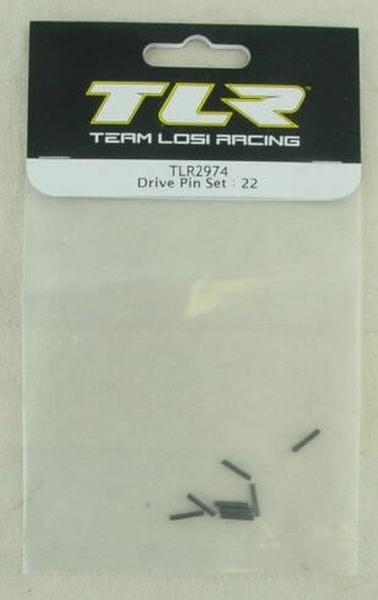 TLR
TEAM LOSI RACING
TLR2974
Drive Pin Set : 22